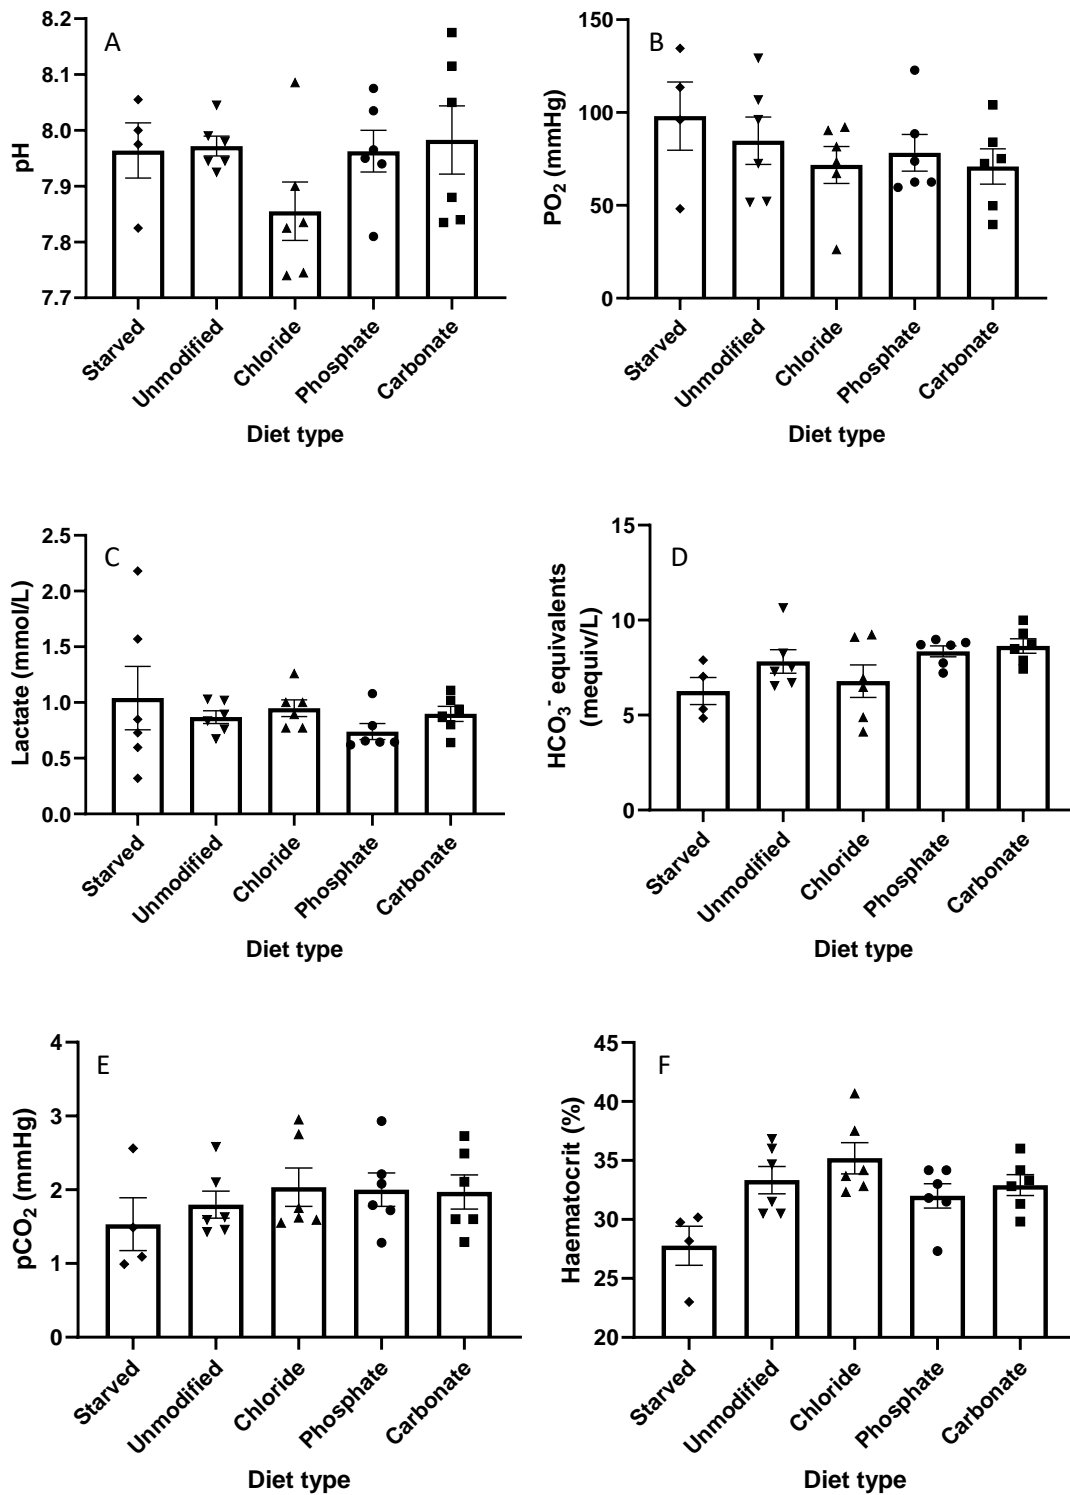 A
pH
8.2
8.1
8.0
7.9
7.8
7.7
Starved
Unmodified
Chloride
Phosphate
Carbonate
Diet type
B
PO2 (mmHg)
150
100
50
0
Starved
Unmodified
Chloride
Phosphate
Carbonate
Diet type
C
Lactate (mmol/L)
2.5
2.0
1.5
1.0
0.5
0.0
Starved
Unmodified
Chloride
Phosphate
Carbonate
Diet type
D
HCO3- equivalents
(mequiv/L)
15
10
5
0
Starved
Unmodified
Chloride
Phosphate
Carbonate
Diet type
E
pCO2 (mmHg)
4
3
2
1
0
Starved
Unmodified
Chloride
Phosphate
Carbonate
Diet type
F
Haematocrit (%)
45
40
35
30
25
20
Starved
Unmodified
Chloride
Phosphate
Carbonate
Diet type